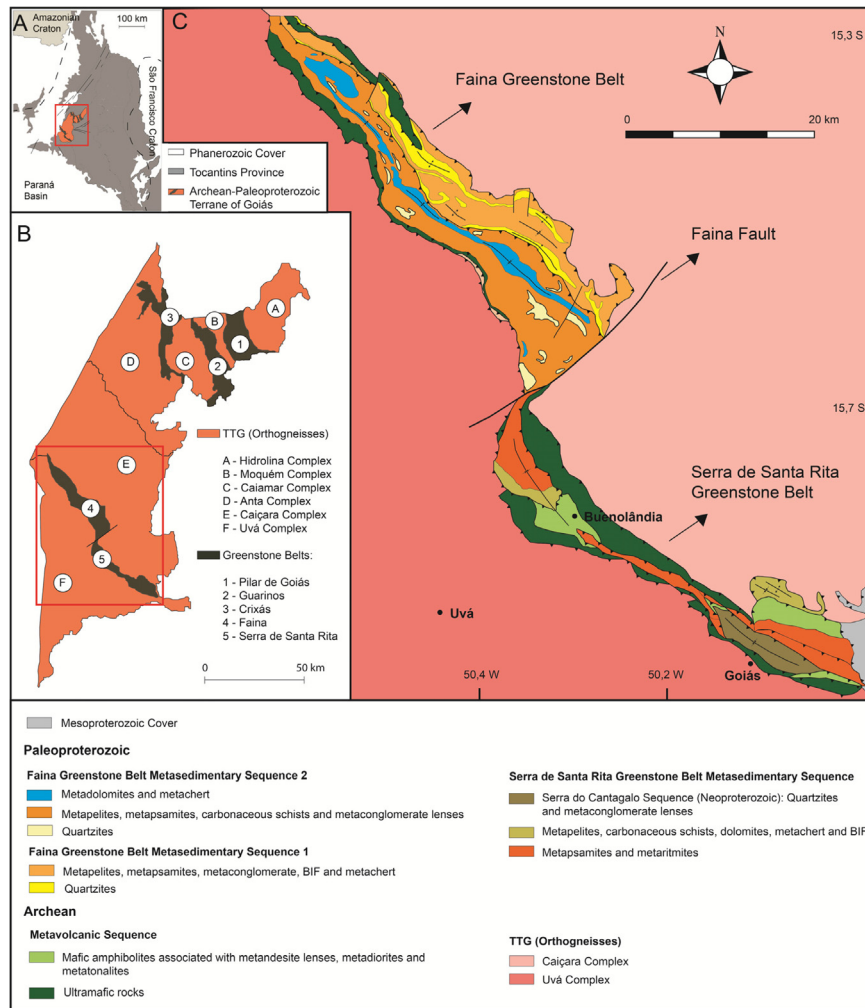 A
Amazonian
Craton
100 km
São Francisco Craton
Paraná
Basin
Phanerozoic Cover
Tocantins Province
Archean-Paleoproterozoic
Terrane of Goiás
B
A
B
3
1
D
C
2
TTG (Orthogneisses)
E
A - Hidrolina Complex
B - Moquém Complex
C - Caiamar Complex
D - Anta Complex
E - Caiçara Complex
F - Uvá Complex
4
5
F
Greenstone Belts:
1 - Pilar de Goiás
2 - Guarinos
3 - Crixás
4 - Faina
5 - Serra de Santa Rita
0
50 km
C
15,3 S
N
Faina Greenstone Belt
0
20 km
Faina Fault
15,7 S
Serra de Santa Rita
Greenstone Belt
Buenolândia
Uvá
Goiás
50,4 W
50,2 W
Mesoproterozoic Cover
Paleoproterozoic
Faina Greenstone Belt Metasedimentary Sequence 2
Metadolomites and metachert
Metapelites, metapsamites, carbonaceous schists and metaconglomerate lenses
Quartzites
Faina Greenstone Belt Metasedimentary Sequence 1
Metapelites, metapsamites, metaconglomerate, BIF and metachert
Quartzites
Archean
Metavolcanic Sequence
Mafic amphibolites associated with metandesite lenses, metadiorites and
metatonalites
Ultramafic rocks
Serra de Santa Rita Greenstone Belt Metasedimentary Sequence
Serra do Cantagalo Sequence (Neoproterozoic): Quartzites
and metaconglomerate lenses
Metapelites, carbonaceous schists, dolomites, metachert and BIF
Metapsamites and metaritmites
TTG (Orthogneisses)
Caiçara Complex
Uvá Complex